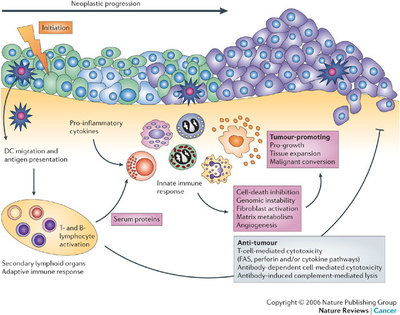 Neoplastic progression
Initiation
Pro-inflammatory
cytokines
DC migration and
antigen presentation
Innate immune
response
Tumour-promoting
Pro-growth
Tissue expansion
Malignant conversion
Cell-death inhibition
Genomic instability
Fibroblast activation
Matrix metabolism
Angiogenesis
T- and B-
lymphocyte
activation
Serum proteins
Secondary lymphoid organs
Adaptive immune response
Anti-tumour
T-cell-mediated cytotoxicity
(FAS, perforin and/or cytokine pathways)
Antibody-dependent cell-mediated cytotoxicity
Antibody-induced complement-mediated lysis
Copyright © 2006 Nature Publishing Group
Nature Reviews | Cancer